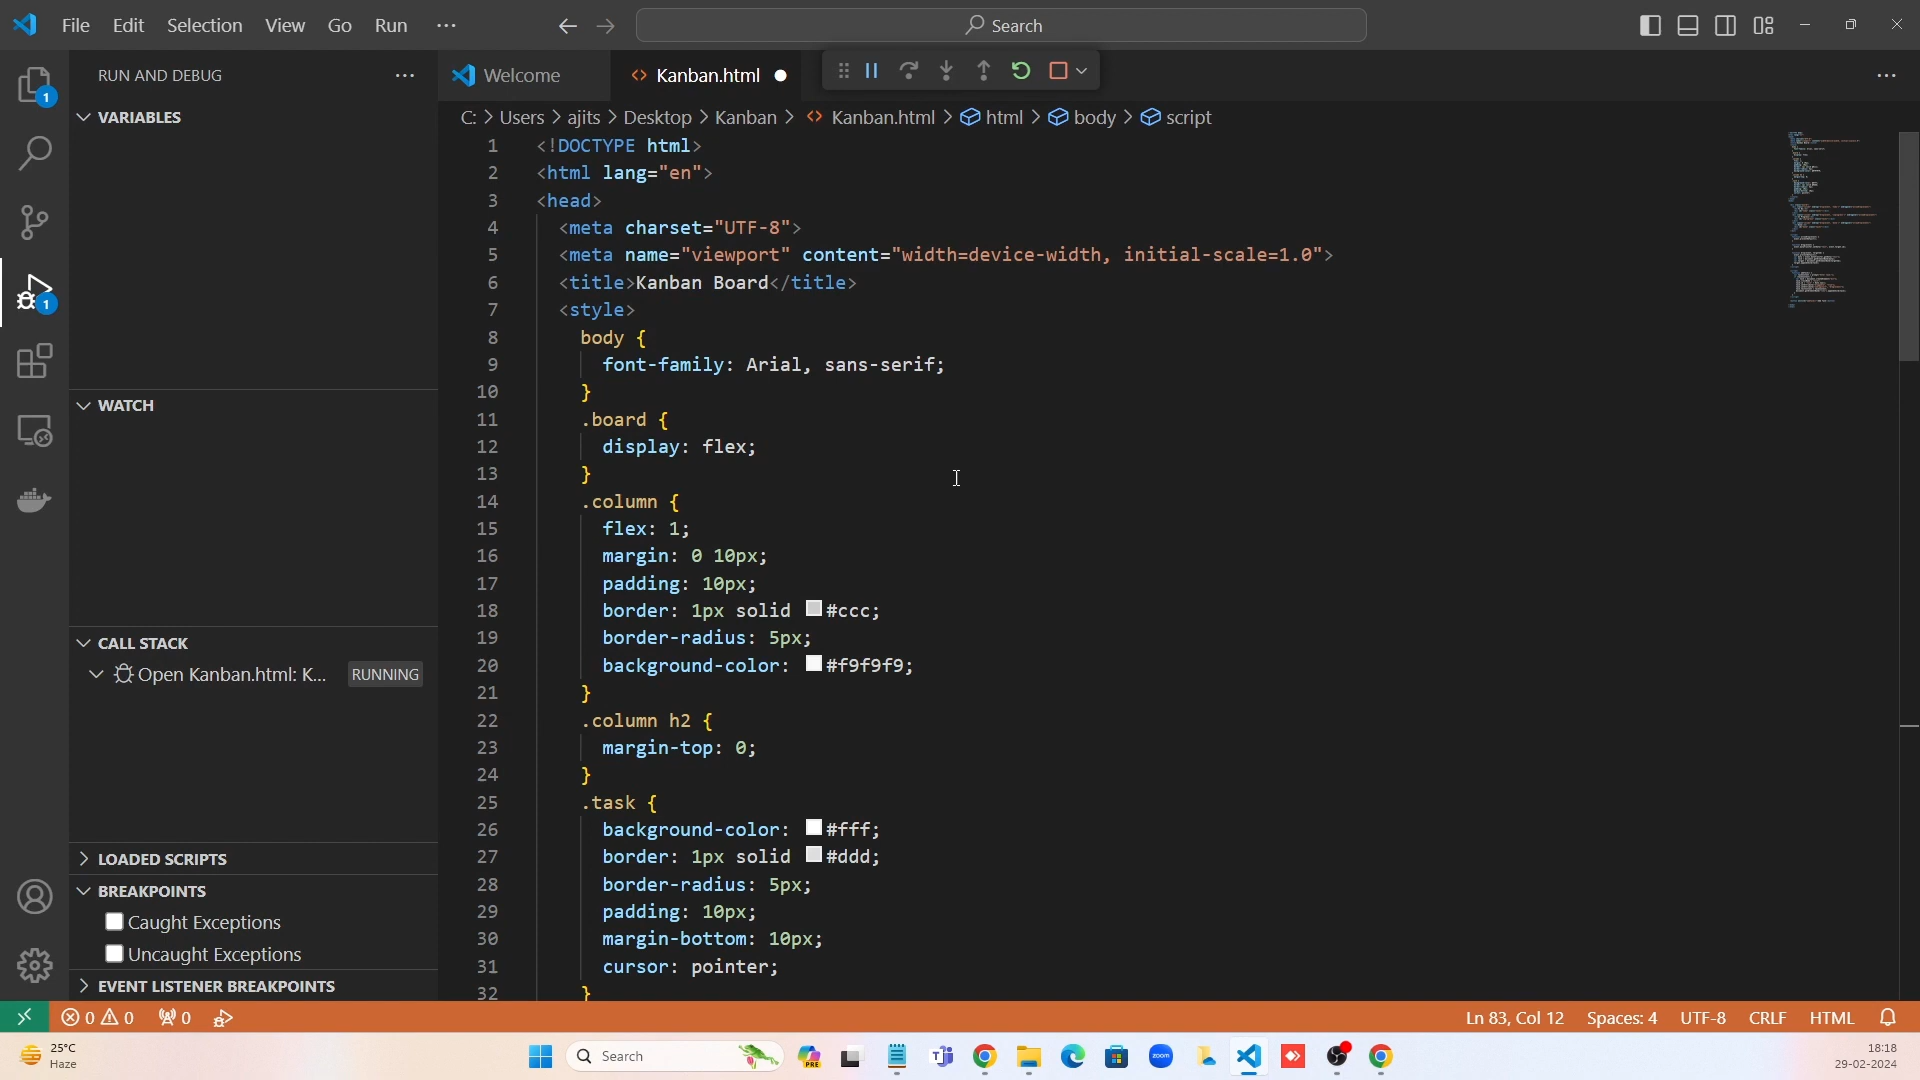 File Edit Selection View Go Run ···
Search
RUN AND DEBUG
Welcome
Kanban.html
C: > Users > ajits > Desktop > Kanban > Kanban.html > html > body > script
VARIABLES
WATCH
CALL STACK
Open Kanban.html: K... RUNNING
LOADED SCRIPTS
BREAKPOINTS
Caught Exceptions
Uncaught Exceptions
EVENT LISTENER BREAKPOINTS
1
1
1 <!DOCTYPE html>
2 <html lang="en">
3 <head>
4 <meta charset="UTF-8">
5 <meta name="viewport" content="width=device-width, initial-scale=1.0">
6 <title>Kanban Board</title>
7 <style>
8 body {
9 font-family: Arial, sans-serif;
10 }
11 .board {
12 display: flex;
13 }
14 .column {
15 flex: 1;
16 margin: 0 10px;
17 padding: 10px;
18 border: 1px solid #ccc;
19 border-radius: 5px;
20 background-color: #f9f9f9;
21 }
22 .column h2 {
23 margin-top: 0;
24 }
25 .task {
26 background-color: #fff;
27 border: 1px solid #ddd;
28 border-radius: 5px;
29 padding: 10px;
30 margin-bottom: 10px;
31 cursor: pointer;
32 }
0 0 0
Ln 83, Col 12 Spaces: 4 UTF-8 CRLF HTML
25°C
Haze
Search
PRE
zoom
18:18
29-02-2024